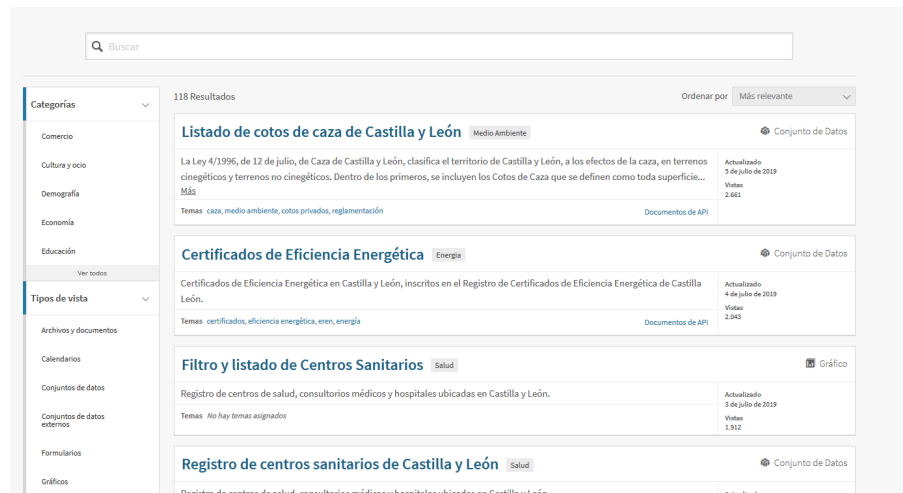 Buscar
Categorías
Comercio
Cultura y ocio
Demografía
Economía
Educación
Ver todos
Tipos de vista
Archivos y documentos
Calendarios
Conjuntos de datos
Conjuntos de datos
externos
Formularios
Gráficos
118 Resultados
Ordenar por Más relevante
Listado de cotos de caza de Castilla y León Medio Ambiente
Conjunto de Datos
La Ley 4/1996, de 12 de julio, de Caza de Castilla y León, clasifica el territorio de Castilla y León, a los efectos de la caza, en terrenos
cinegéticos y terrenos no cinegéticos. Dentro de los primeros, se incluyen los Cotos de Caza que se definen como toda superficie...
Más
Temas caza, medio ambiente, cotos privados, reglamentación
Documentos de API
Actualizado
5 de julio de 2019
Vistas
2.661
Certificados de Eficiencia Energética Energía
Conjunto de Datos
Certificados de Eficiencia Energética en Castilla y León, inscritos en el Registro de Certificados de Eficiencia Energética de Castilla
León.
Temas certificados, eficiencia energética, eren, energía
Documentos de API
Actualizado
4 de julio de 2019
Vistas
2.043
Filtro y listado de Centros Sanitarios Salud
Gráfico
Registro de centros de salud, consultorios médicos y hospitales ubicadas en Castilla y León.
Temas No hay temas asignados
Actualizado
3 de julio de 2019
Vistas
1.912
Registro de centros sanitarios de Castilla y León Salud
Conjunto de Datos